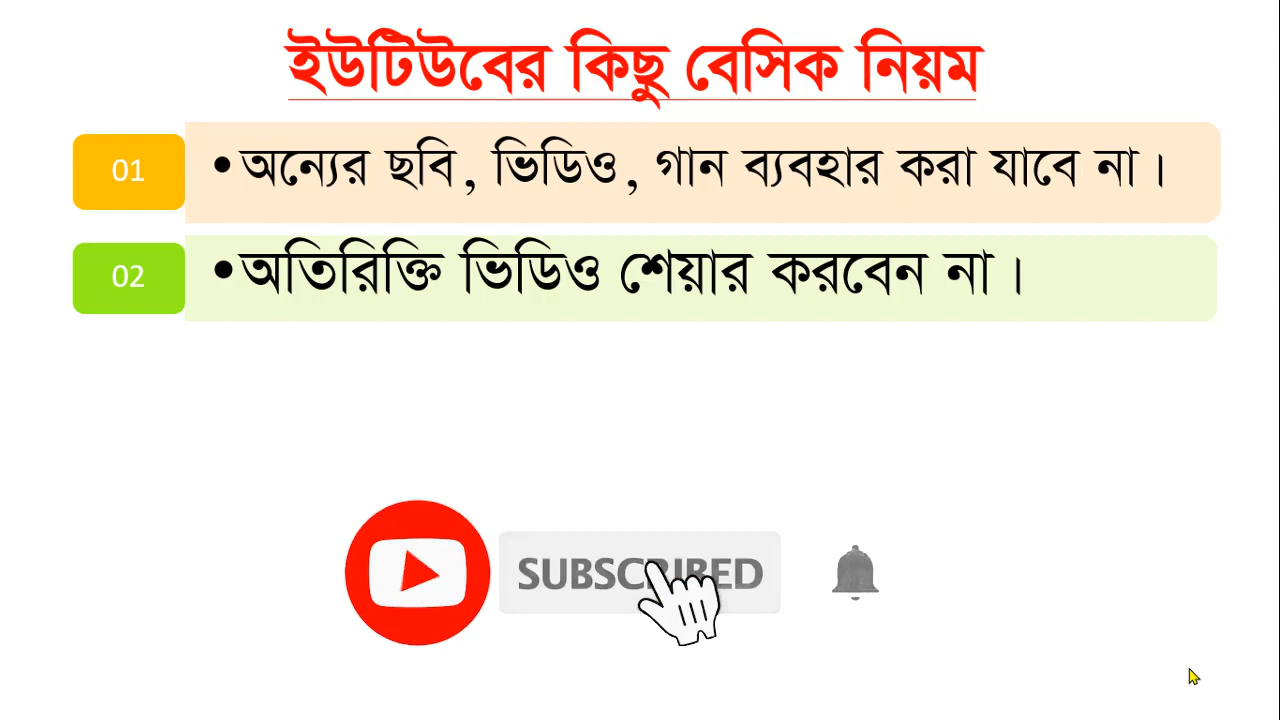 ইউটিউবের কিছু বেসিক নিয়ম
01
•অন্যের ছবি, ভিডিও, গান ব্যবহার করা যাবে না।
02
•অতিরিক্তি ভিডিও শেয়ার করবেন না।
SUBSCRIBED